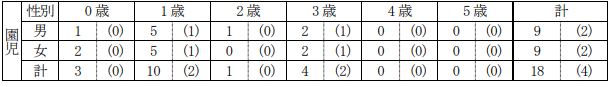 園児 性別 0歳 1歳 2歳 3歳 4歳 5歳 計
男 1 (0) 5 (1) 1 (0) 2 (1) 0 (0) 0 (0) 9 (2)
女 2 (0) 5 (1) 0 (0) 2 (1) 0 (0) 0 (0) 9 (2)
計 3 (0) 10 (2) 1 (0) 4 (2) 0 (0) 0 (0) 18 (4)